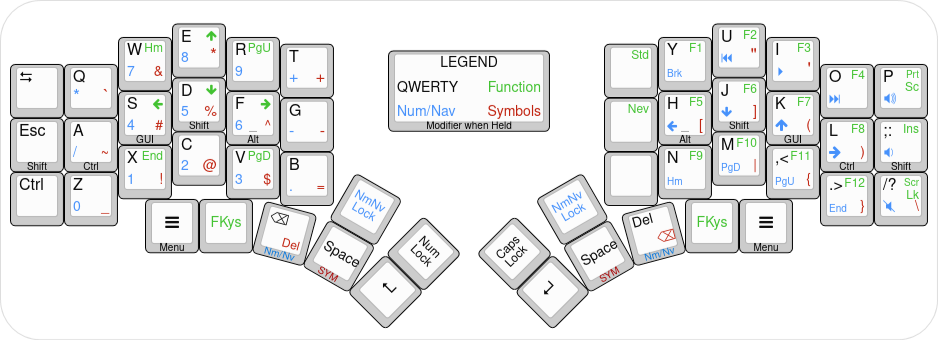 E
8 *
W Hm
7 &
R PgU
9
T
+ +
Q
* `
D
5 %
Shift
S
4 #
GUI
F
6 _ ^
Alt
G
- -
Esc
Shift
A
/ ~
Ctrl
C
2 @
X End
1 !
V PgD
3 $
B
. =
Ctrl
Z
0 _
Menu
FKys
Del
Nm/Nv
Space
SYM
NmNv
Lock
Num
Lock
LEGEND
QWERTY Function
Num/Nav Symbols
Modifier when Held
Std
Y F1
Brk
U F2
"
I F3
'
O F4
P Prt
Sc
Nev
H F5
_ [
Alt
J F6
]
Shift
K F7
(
GUI
L F8
)
Ctrl
;: Ins
Shift
N F9
Hm
M F10
PgD |
,< F11
PgU {
.> F12
End }
/? Scr
Lk
\
NmNv
Lock
Caps
Lock
Space
SYM
Del
Nm/Nv
FKys
Menu